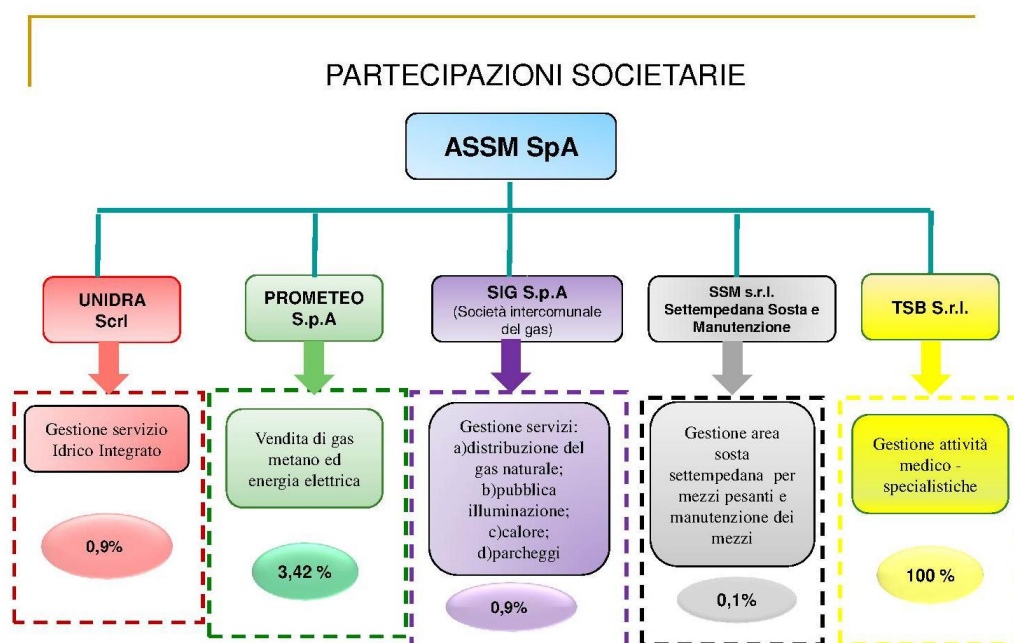 PARTECIPAZIONI SOCIETARIE
ASSM SpA
UNIDRA
Scrl
PROMETEO
S.p.A
SIG S.p.A
(Società intercomunale
del gas)
SSM s.r.l.
Settempedana Sosta e
Manutenzione
TSB S.r.l.
Gestione servizio
Idrico Integrato
Vendita di gas
metano ed
energia elettrica
Gestione servizi:
a)distribuzione del
gas naturale;
b)pubblica
illuminazione;
c)calore;
d)parcheggi
Gestione area
sosta
settempedana per
mezzi pesanti e
manutenzione dei
mezzi
Gestione attività
medico -
specialistiche
0,9%
3,42 %
0,9%
0,1%
100 %